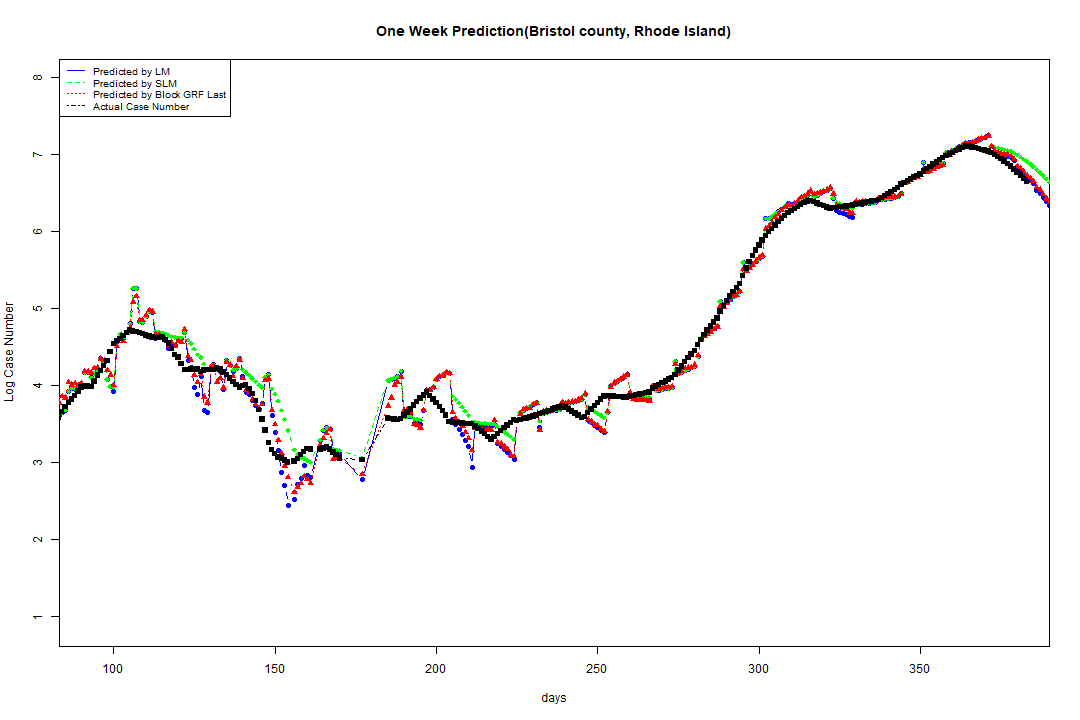 One Week Prediction(Bristol county, Rhode Island)
Predicted by LM
Predicted by SLM
Predicted by Block GRF Last
Actual Case Number
Log Case Number
8
7
6
5
4
3
2
1
100 150 200 250 300 350
days